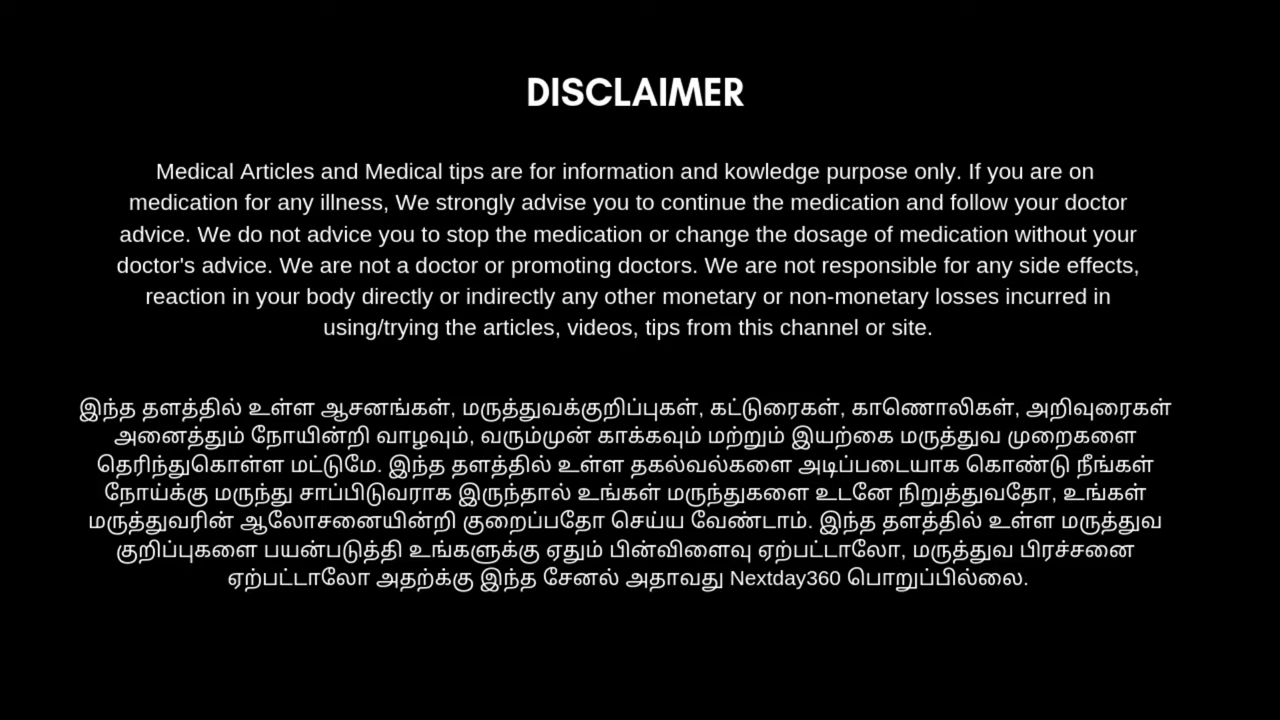 DISCLAIMER
Medical Articles and Medical tips are for information and kowledge purpose only. If you are on
medication for any illness, We strongly advise you to continue the medication and follow your doctor
advice. We do not advice you to stop the medication or change the dosage of medication without your
doctor's advice. We are not a doctor or promoting doctors. We are not responsible for any side effects,
reaction in your body directly or indirectly any other monetary or non-monetary losses incurred in
using/trying the articles, videos, tips from this channel or site.
இந்த தளத்தில் உள்ள ஆசனங்கள், மருத்துவக்குறிப்புகள், கட்டுரைகள், காணொலிகள், அறிவுரைகள்
அனைத்தும் நோயின்றி வாழவும், வரும்முன் காக்கவும் மற்றும் இயற்கை மருத்துவ முறைகளை
தெரிந்துகொள்ள மட்டுமே. இந்த தளத்தில் உள்ள தகல்வல்களை அடிப்படையாக கொண்டு நீங்கள்
நோய்க்கு மருந்து சாப்பிடுவராக இருந்தால் உங்கள் மருந்துகளை உடனே நிறுத்துவதோ, உங்கள்
மருத்துவரின் ஆலோசனையின்றி குறைப்பதோ செய்ய வேண்டாம். இந்த தளத்தில் உள்ள மருத்துவ
குறிப்புகளை பயன்படுத்தி உங்களுக்கு ஏதும் பின்விளைவு ஏற்பட்டாலோ, மருத்துவ பிரச்சனை
ஏற்பட்டாலோ அதற்க்கு இந்த சேனல் அதாவது Nextday360 பொறுப்பில்லை.